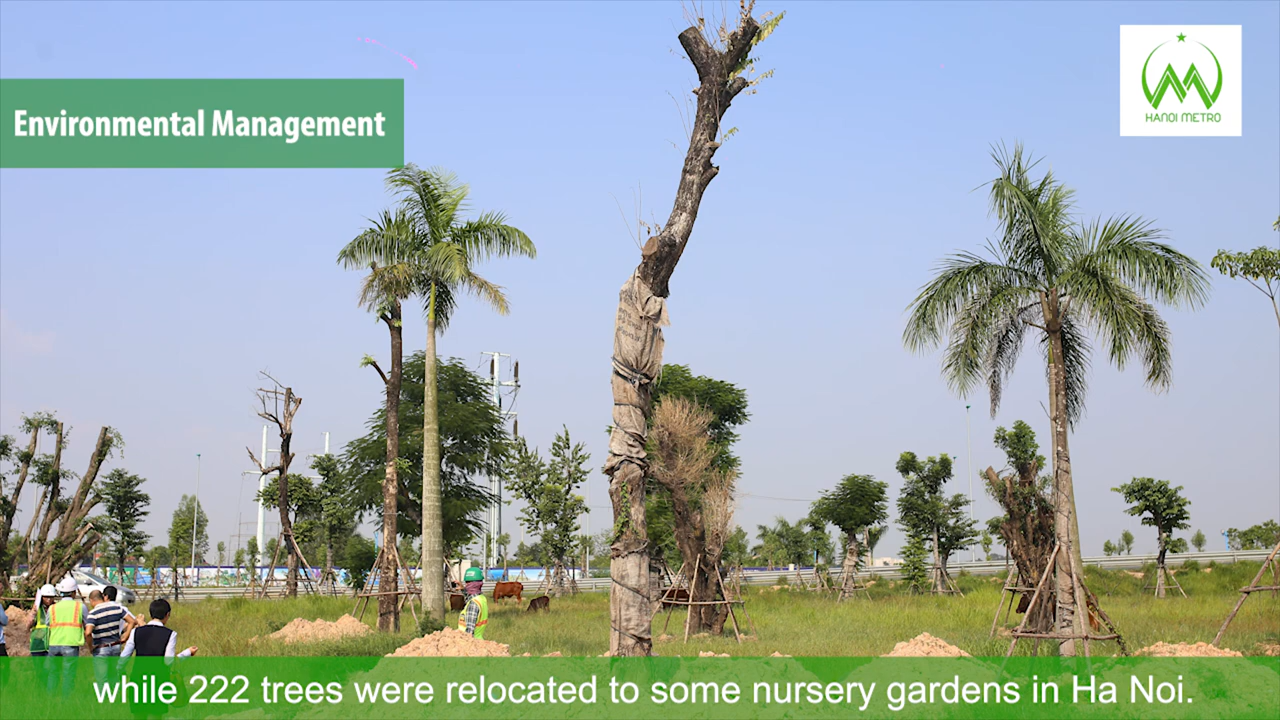 Environmental Management
HANOI METRO
while 222 trees were relocated to some nursery gardens in Ha Noi.